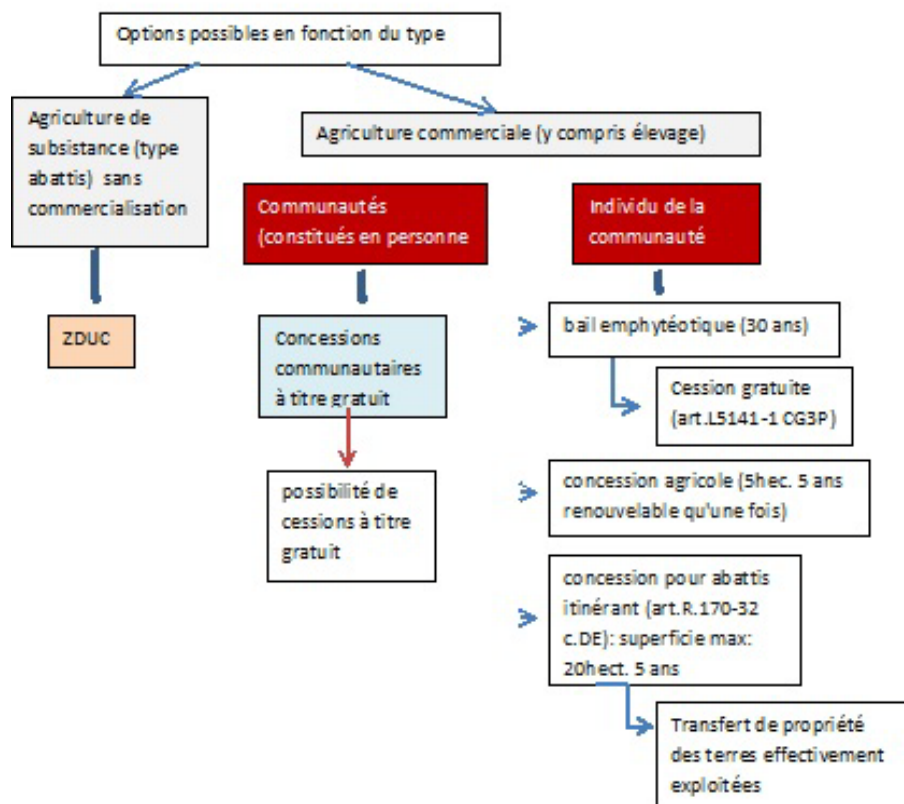 Options possibles en fonction du type
Agriculture de
subsistance (type
abattis) sans
commercialisation
Agriculture commerciale (y compris élevage)
Communautés
(constitués en personne
Individu de la
communauté
ZDUC
Concessions
communautaires
à titre gratuit
possibilité de
cessions à titre
gratuit
bail emphytéotique (30 ans)
Cession gratuite
(art.L5141-1 CG3P)
concession agricole (5hec. 5 ans
renouvelable qu'une fois)
concession pour abattis
itinérant (art.R.170-32
c.DE): superficie max:
20hect. 5 ans
Transfert de propriété
des terres effectivement
exploitées